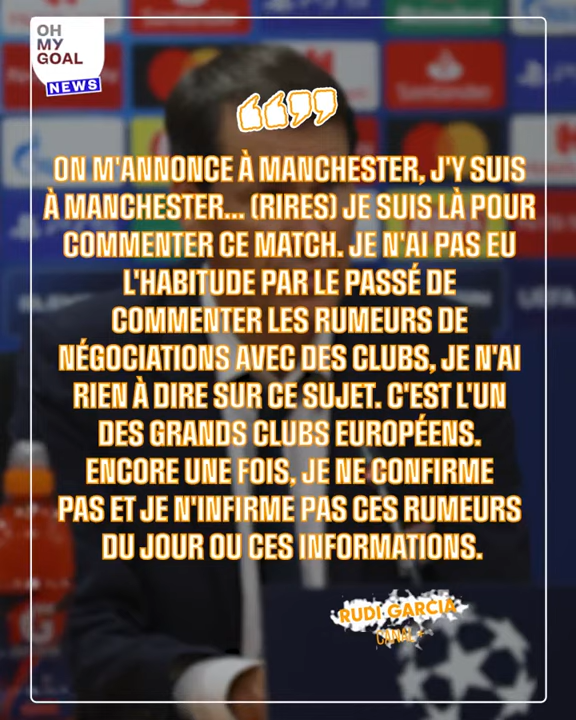 OH
MY
GOAL
NEWS
ON M'ANNONCE À MANCHESTER, J'Y SUIS
À MANCHESTER... (RIRES) JE SUIS LÀ POUR
COMMENTER CE MATCH. JE N'AI PAS EU
L'HABITUDE PAR LE PASSÉ DE
COMMENTER LES RUMEURS DE
NÉGOCIATIONS AVEC DES CLUBS, JE N'AI
RIEN À DIRE SUR CE SUJET. C'EST L'UN
DES GRANDS CLUBS EUROPÉENS.
ENCORE UNE FOIS, JE NE CONFIRME
PAS ET JE N'INFIRME PAS CES RUMEURS
DU JOUR OU CES INFORMATIONS.
RUDI GARCIA
CANAL+